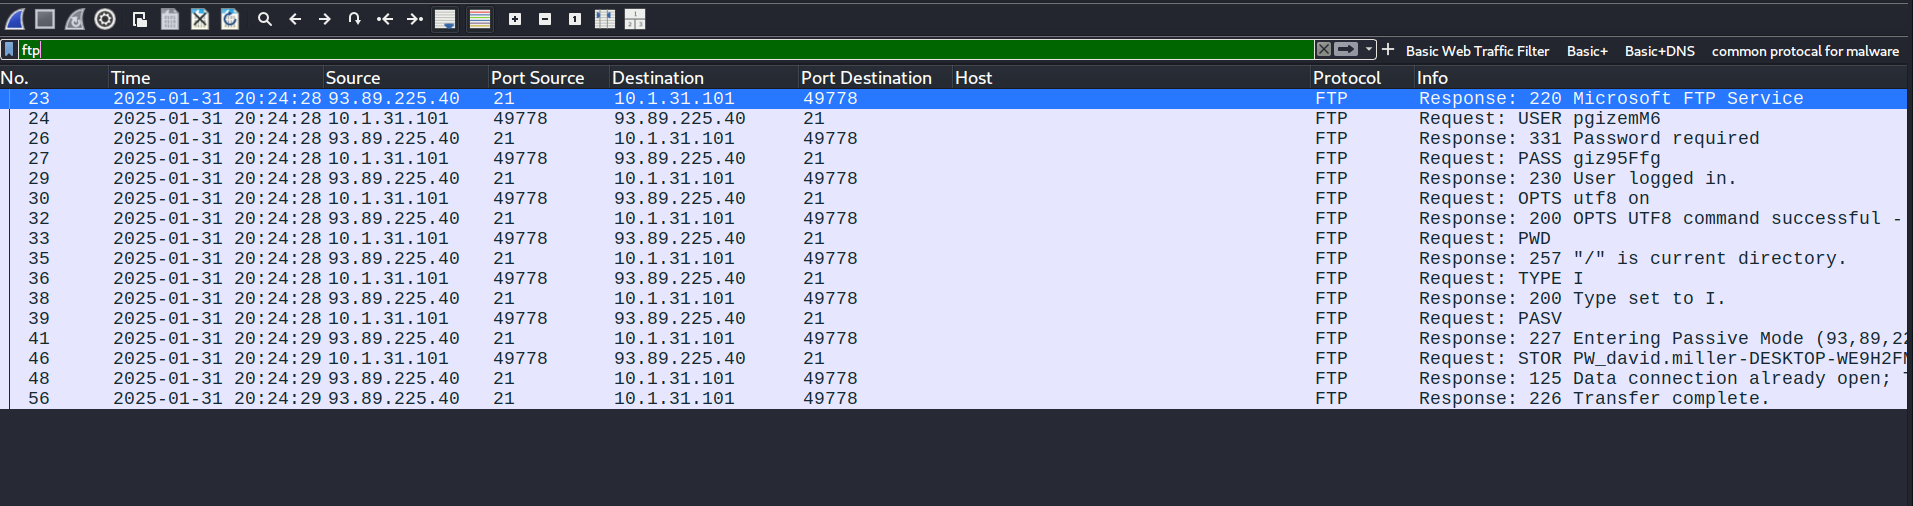 ftp
Basic Web Traffic Filter Basic+ Basic+DNS common protocal for malware
No. Time Source Port Source Destination Port Destination Host Protocol Info
23 2025-01-31 20:24:28 93.89.225.40 21 10.1.31.101 49778 FTP Response: 220 Microsoft FTP Service
24 2025-01-31 20:24:28 10.1.31.101 49778 93.89.225.40 21 FTP Request: USER pgizemM6
26 2025-01-31 20:24:28 93.89.225.40 21 10.1.31.101 49778 FTP Response: 331 Password required
27 2025-01-31 20:24:28 10.1.31.101 49778 93.89.225.40 21 FTP Request: PASS giz95Ffg
29 2025-01-31 20:24:28 93.89.225.40 21 10.1.31.101 49778 FTP Response: 230 User logged in.
30 2025-01-31 20:24:28 10.1.31.101 49778 93.89.225.40 21 FTP Request: OPTS utf8 on
32 2025-01-31 20:24:28 93.89.225.40 21 10.1.31.101 49778 FTP Response: 200 OPTS UTF8 command successful -
33 2025-01-31 20:24:28 10.1.31.101 49778 93.89.225.40 21 FTP Request: PWD
35 2025-01-31 20:24:28 93.89.225.40 21 10.1.31.101 49778 FTP Response: 257 "/" is current directory.
36 2025-01-31 20:24:28 10.1.31.101 49778 93.89.225.40 21 FTP Request: TYPE I
38 2025-01-31 20:24:28 93.89.225.40 21 10.1.31.101 49778 FTP Response: 200 Type set to I.
39 2025-01-31 20:24:28 10.1.31.101 49778 93.89.225.40 21 FTP Request: PASV
41 2025-01-31 20:24:29 93.89.225.40 21 10.1.31.101 49778 FTP Response: 227 Entering Passive Mode (93,89,22
46 2025-01-31 20:24:29 10.1.31.101 49778 93.89.225.40 21 FTP Request: STOR PW_david.miller-DESKTOP-WE9H2F
48 2025-01-31 20:24:29 93.89.225.40 21 10.1.31.101 49778 FTP Response: 125 Data connection already open;
56 2025-01-31 20:24:29 93.89.225.40 21 10.1.31.101 49778 FTP Response: 226 Transfer complete.